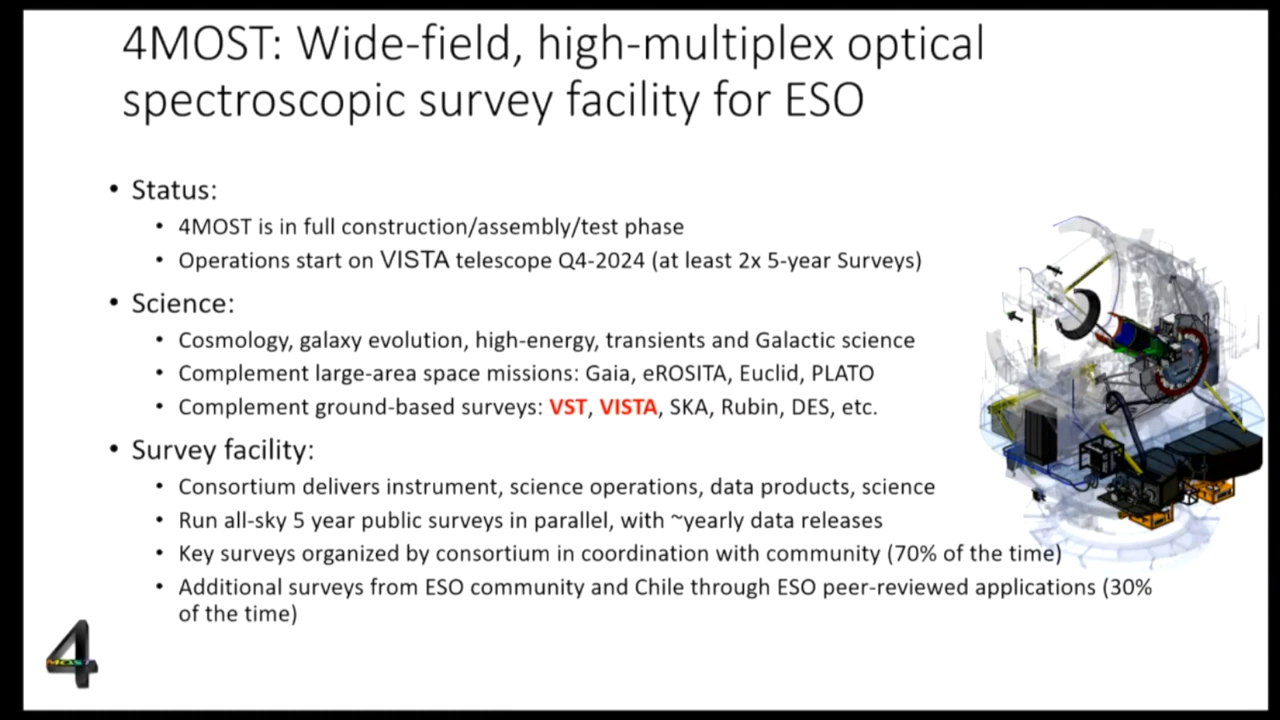 4MOST: Wide-field, high-multiplex optical
spectroscopic survey facility for ESO
• Status:
• 4MOST is in full construction/assembly/test phase
• Operations start on VISTA telescope Q4-2024 (at least 2x 5-year Surveys)
• Science:
• Cosmology, galaxy evolution, high-energy, transients and Galactic science
• Complement large-area space missions: Gaia, eROSITA, Euclid, PLATO
• Complement ground-based surveys: VST, VISTA, SKA, Rubin, DES, etc.
• Survey facility:
• Consortium delivers instrument, science operations, data products, science
• Run all-sky 5 year public surveys in parallel, with ~yearly data releases
• Key surveys organized by consortium in coordination with community (70% of the time)
• Additional surveys from ESO community and Chile through ESO peer-reviewed applications (30%
of the time)
4MOST